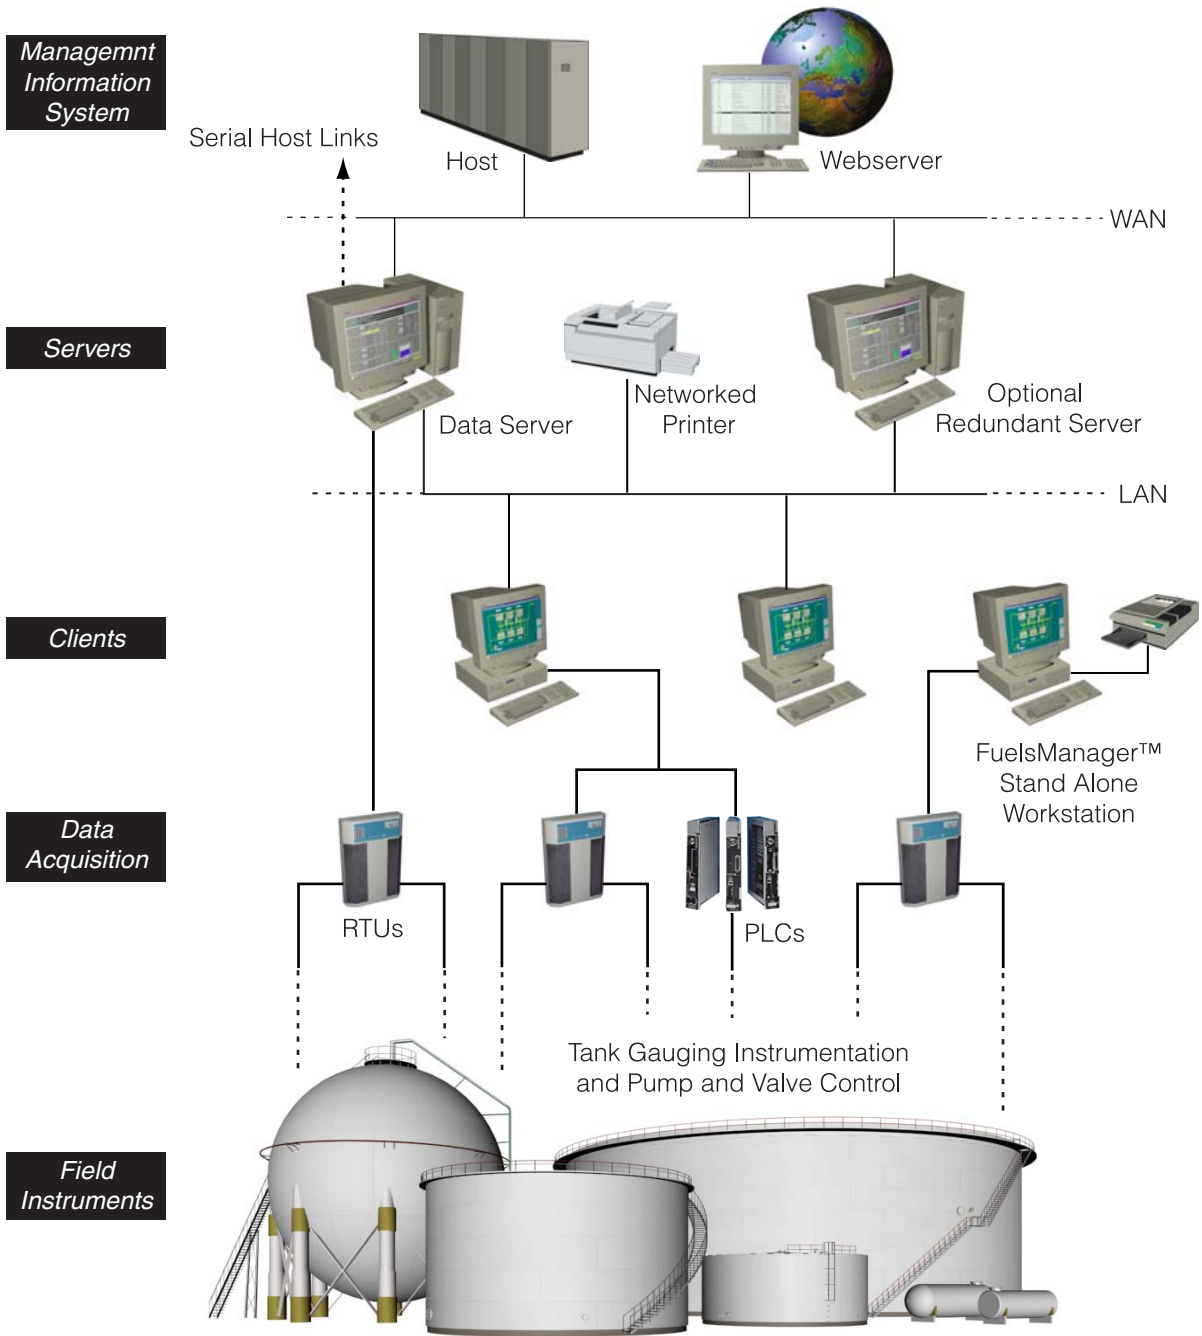 Managemnt
Information
System
Serial Host Links
Host
Webserver
WAN
Servers
Data Server
Networked
Printer
Optional
Redundant Server
LAN
Clients
FuelsManager™
Stand Alone
Workstation
Data
Acquisition
RTUs
PLCs
Tank Gauging Instrumentation
and Pump and Valve Control
Field
Instruments